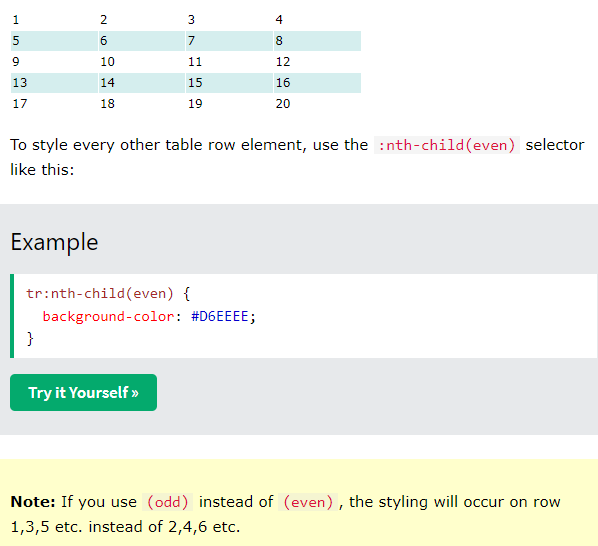 1 2 3 4
5 6 7 8
9 10 11 12
13 14 15 16
17 18 19 20
To style every other table row element, use the :nth-child(even) selector
like this:
Example
tr:nth-child(even) {
  background-color: #D6EEEE;
}
Try it Yourself »
Note: If you use (odd) instead of (even), the styling will occur on row
1,3,5 etc. instead of 2,4,6 etc.